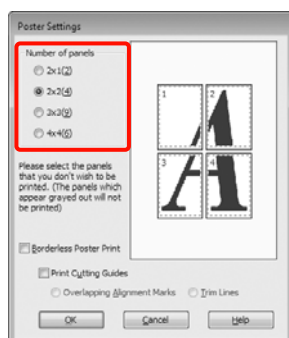 Poster Settings
Number of panels
2x1(2)
2x2(4)
3x3(9)
4x4(6)
Please select the panels
that you don't wish to be
printed. (The panels which
appear grayed out will not
be printed)
1 2
3 4
A
Borderless Poster Print
Print Cutting Guides
Overlapping Alignment Marks Trim Lines
OK Cancel Help